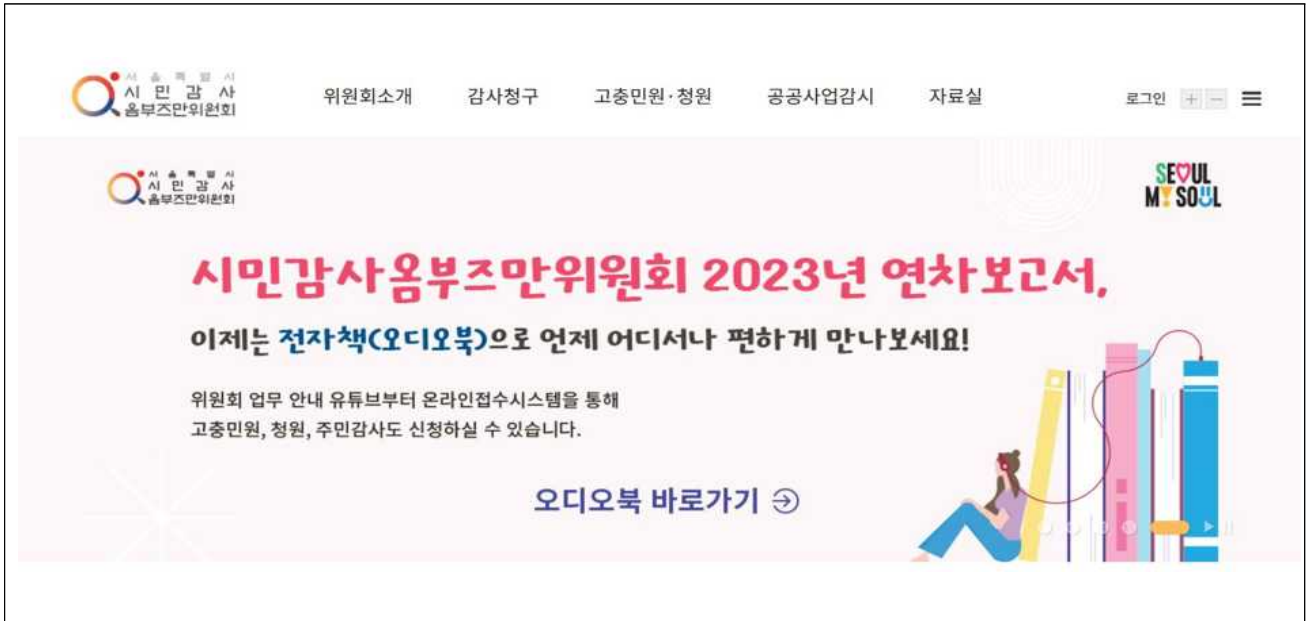 서울특별시
시민감사
옴부즈만위원회
위원회소개 감사청구 고충민원·청원 공공사업감시 자료실 로그인 + -
서울특별시
시민감사
옴부즈만위원회
SEOUL
MY SOUL
시민감사옴부즈만위원회 2023년 연차보고서,
이제는 전자책(오디오북)으로 언제 어디서나 편하게 만나보세요!
위원회 업무 안내 유튜브부터 온라인접수시스템을 통해
고충민원, 청원, 주민감사도 신청하실 수 있습니다.
오디오북 바로가기